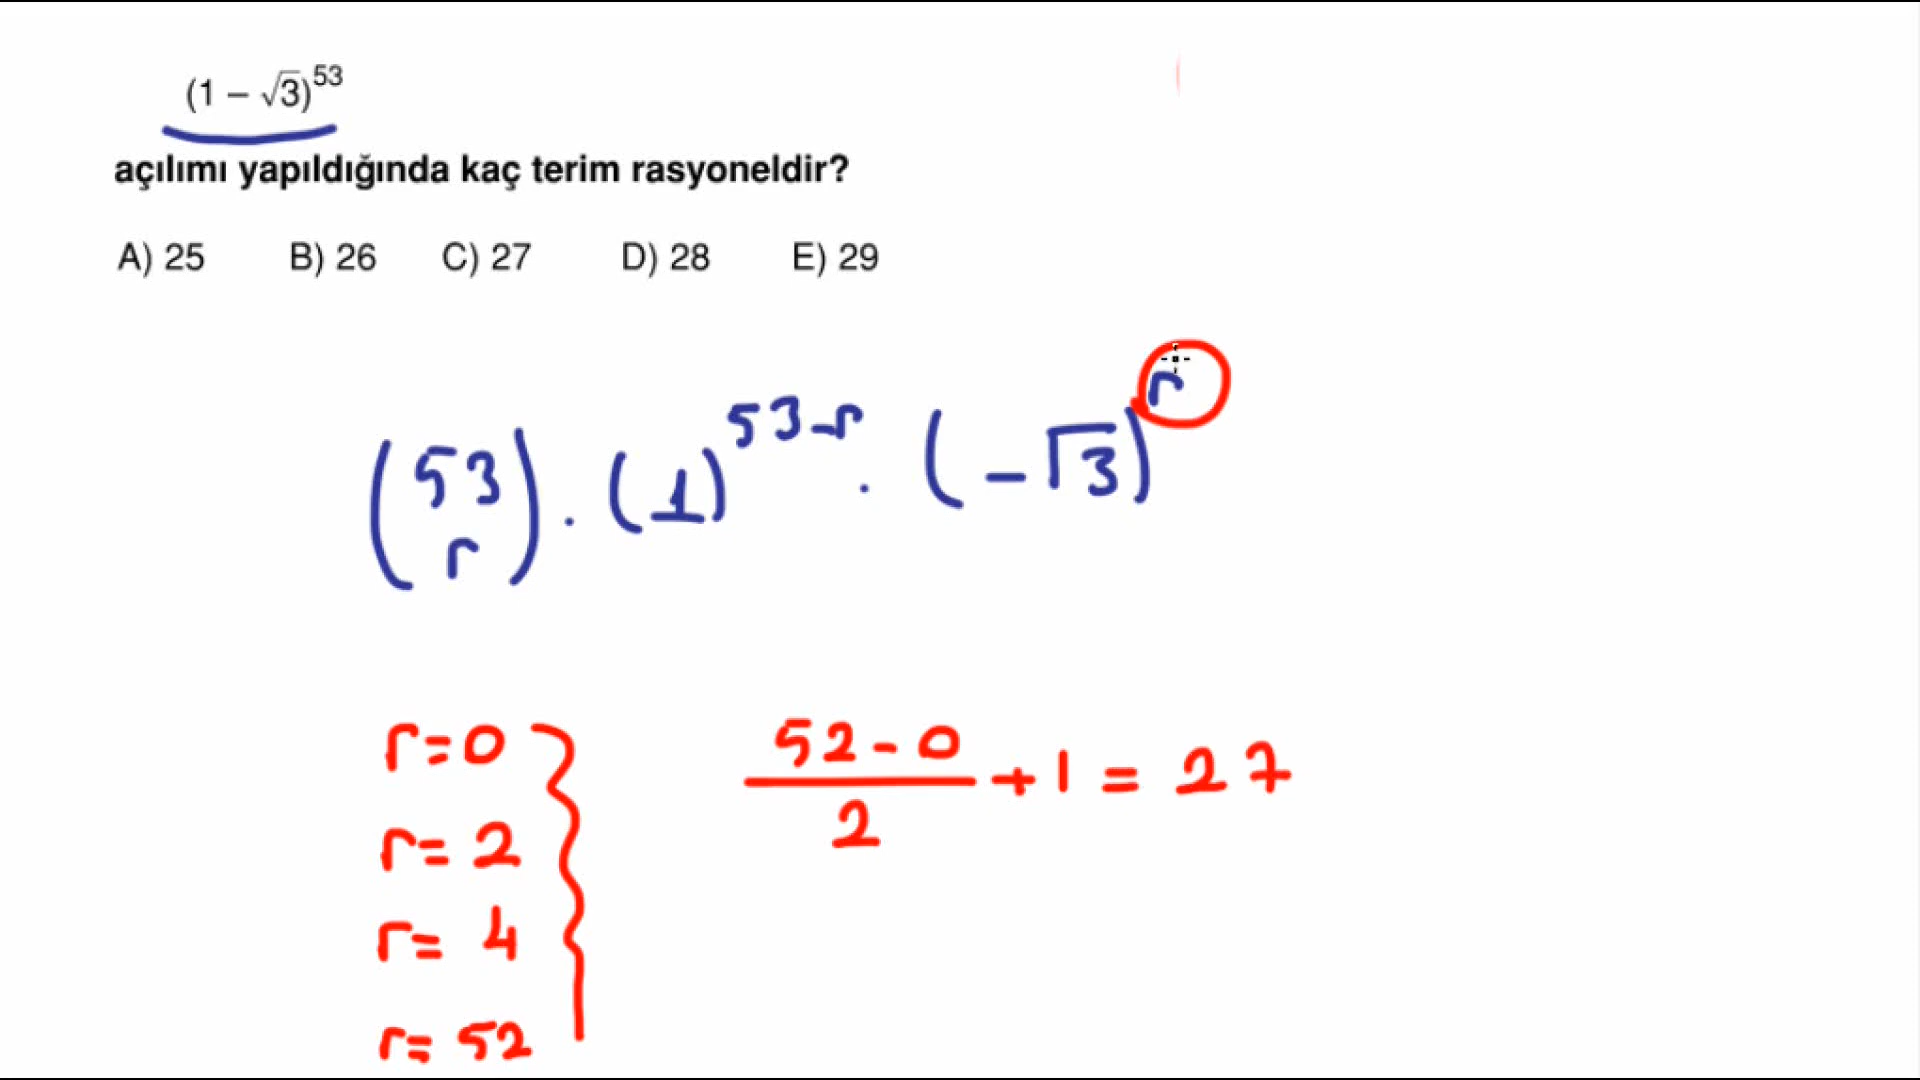 (1 – √3)^53
açılımı yapıldığında kaç terim rasyoneldir?
A) 25 B) 26 C) 27 D) 28 E) 29
(53 r) . (1)^53-r . (-√3)^r
r=0
r=2
r=4
r=52
52-0
2
+1=27